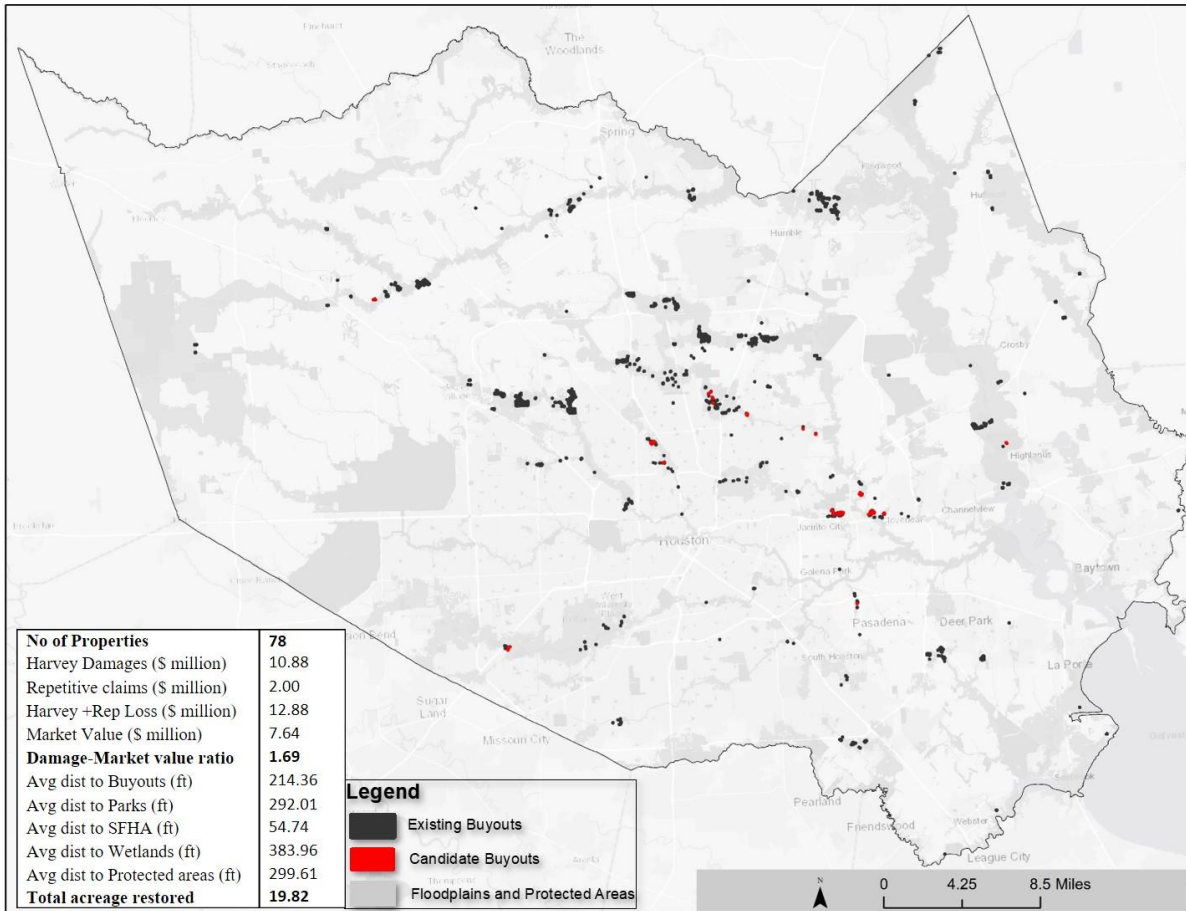 The
Woodlands
Spring
Humble
Crosby
Highlands
Channelview
Jacinto City
Cloverleaf
Houston
Galena Park
Baytown
Pasadena
Deer Park
South Houston
La Porte
West
Sugar
Land
Missouri City
Pearland
Friendswood
Webster
League City
No of Properties 78
Harvey Damages ($ million) 10.88
Repetitive claims ($ million) 2.00
Harvey +Rep Loss ($ million) 12.88
Market Value ($ million) 7.64
Damage-Market value ratio 1.69
Avg dist to Buyouts (ft) 214.36
Avg dist to Parks (ft) 292.01
Avg dist to SFHA (ft) 54.74
Avg dist to Wetlands (ft) 383.96
Avg dist to Protected areas (ft) 299.61
Total acreage restored 19.82
Legend
Existing Buyouts
Candidate Buyouts
Floodplains and Protected Areas
N
0 4.25 8.5 Miles